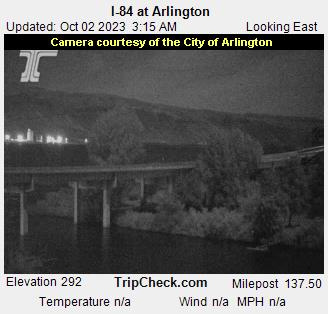 I-84 at Arlington
Updated: Oct 02 2023 3:15 AM Looking East
Camera courtesy of the City of Arlington
Elevation 292 TripCheck.com Milepost 137.50
Temperature n/a Wind n/a MPH n/a